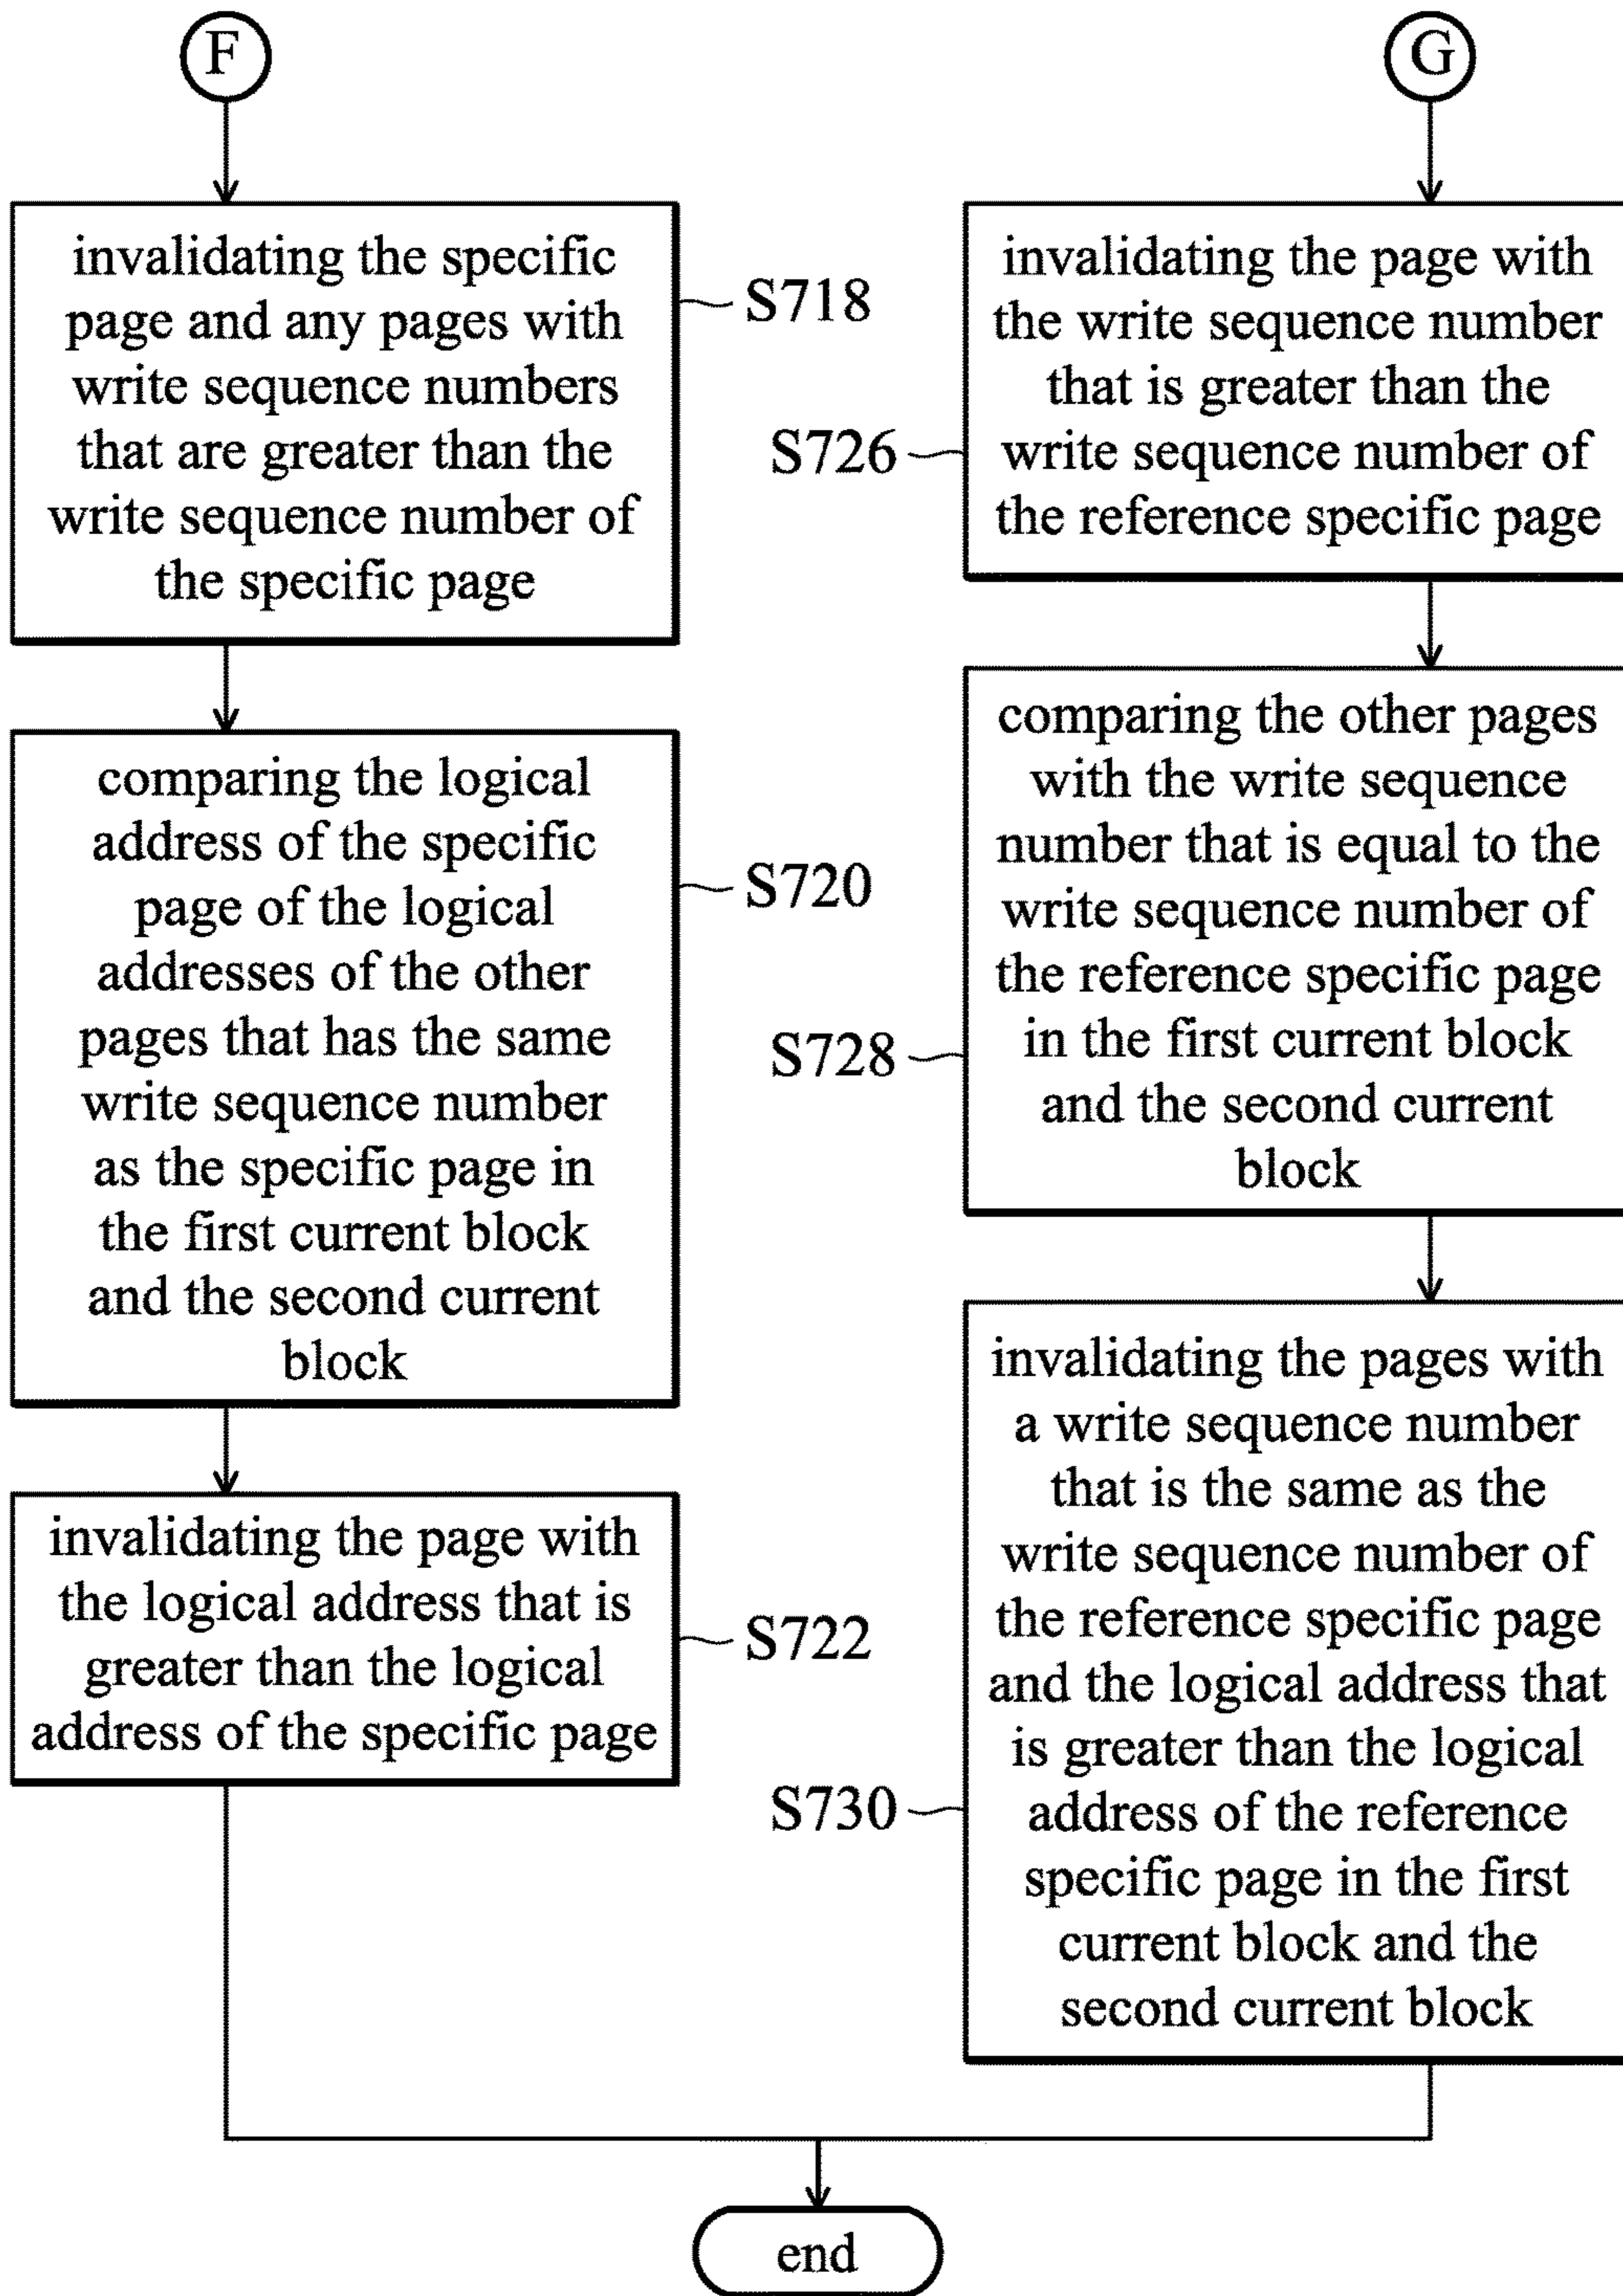 F
invalidating the specific
page and any pages with
write sequence numbers
that are greater than the
write sequence number of
the specific page
S718
comparing the logical
address of the specific
page of the logical
addresses of the other
pages that has the same
write sequence number
as the specific page in
the first current block
and the second current
block
S720
invalidating the page with
the logical address that is
greater than the logical
address of the specific page
S722
G
invalidating the page with
the write sequence number
that is greater than the
write sequence number of
the reference specific page
S726
comparing the other pages
with the write sequence
number that is equal to the
write sequence number of
the reference specific page
in the first current block
and the second current
block
S728
invalidating the pages with
a write sequence number
that is the same as the
write sequence number of
the reference specific page
and the logical address that
is greater than the logical
address of the reference
specific page in the first
current block and the
second current block
S730
end